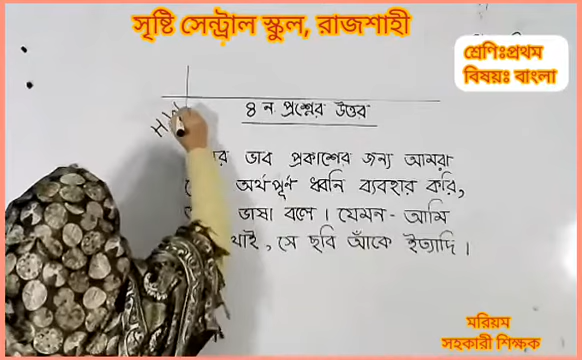 সৃষ্টি সেন্ট্রাল স্কুল, রাজশাহী
শ্রেণিঃপ্রথম
বিষয়ঃ বাংলা
H.W
৪ ন প্রশ্নের উত্তর
ভাব প্রকাশের জন্য আমরা
অর্থপূর্ণ ধ্বনি ব্যবহার করি,
ভাষা বলে। যেমন - আমি
খাই, সে ছবি আঁকে ইত্যাদি।
মরিয়ম
সহকারী শিক্ষক